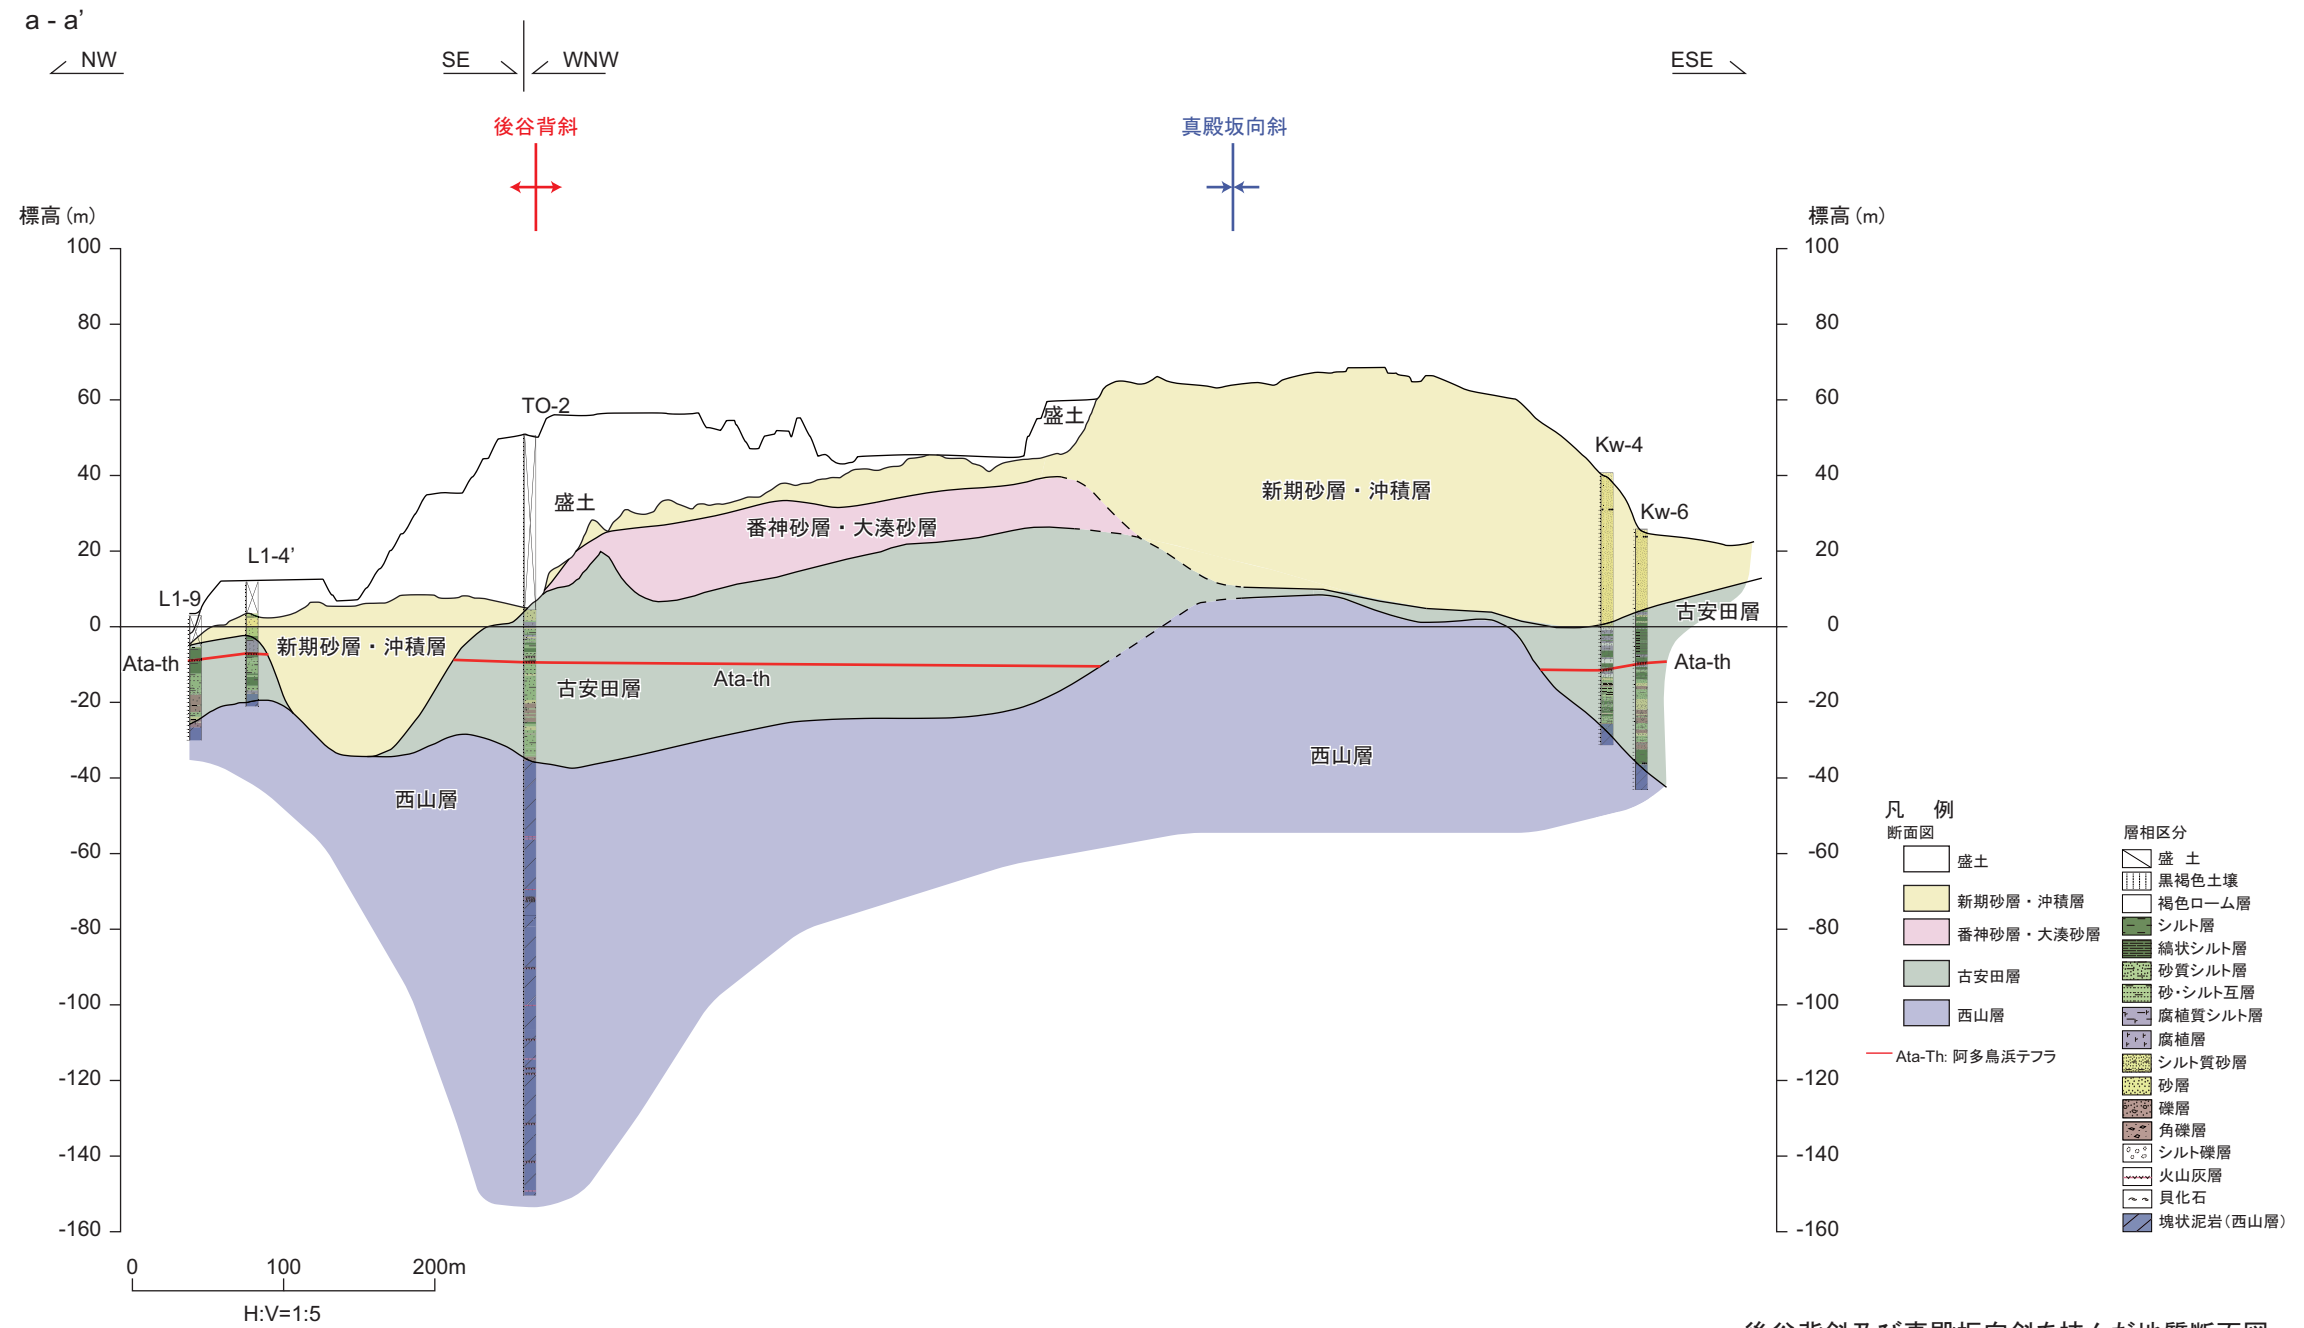 a - a’
NW
SE
WNW
ESE
後谷背斜
真殿坂向斜
標高(m)
標高(m)
100
80
60
40
20
0
-20
-40
-60
-80
-100
-120
-140
-160
100
80
60
40
20
0
-20
-40
-60
-80
-100
-120
-140
-160
TO-2
L1-4’
L1-9
Kw-4
Kw-6
盛土
盛土
新期砂層・沖積層
番神砂層・大湊砂層
新期砂層・沖積層
古安田層
Ata-th
Ata-th
古安田層
Ata-th
西山層
西山層
0 100 200m
H:V=1:5
凡 例
断面図
盛土
新期砂層・沖積層
番神砂層・大湊砂層
古安田層
西山層
Ata-Th: 阿多鳥浜テフラ
層相区分
盛 土
黒褐色土壌
褐色ローム層
シルト層
縞状シルト層
砂質シルト層
砂・シルト互層
腐植質シルト層
腐植層
シルト質砂層
砂層
礫層
角礫層
シルト礫層
火山灰層
貝化石
塊状泥岩(西山層)